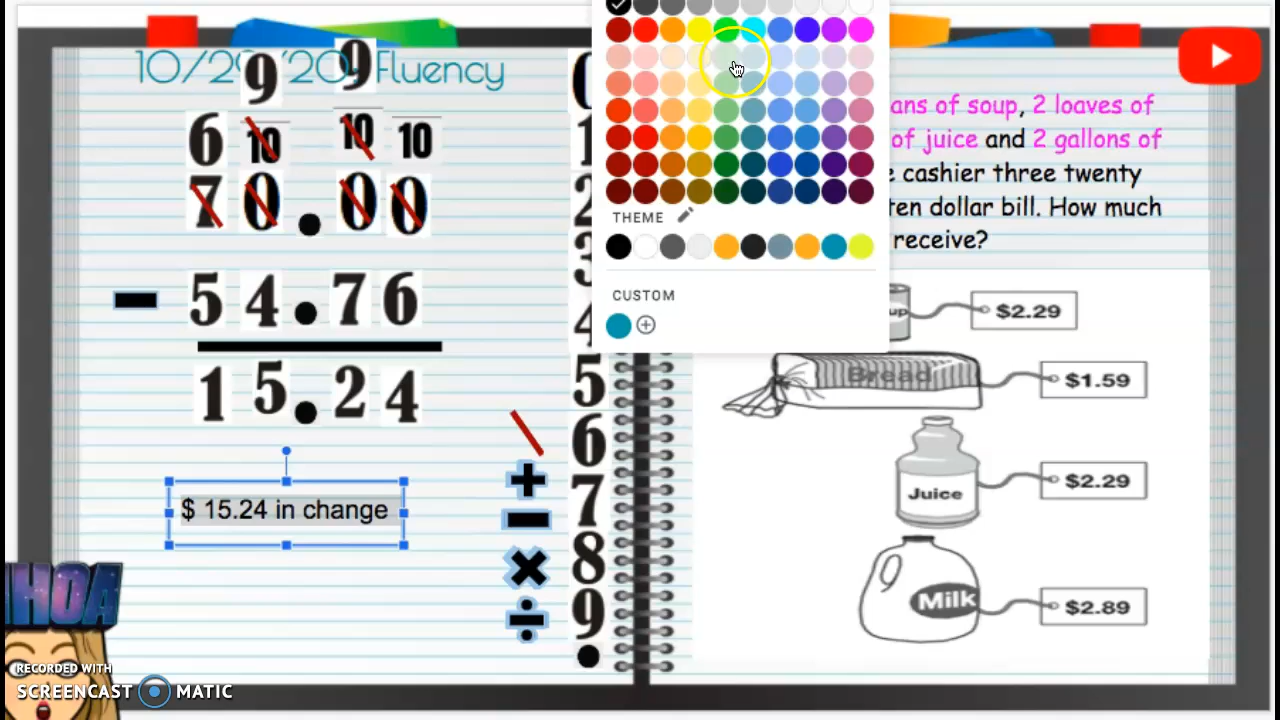 10/29/20 Fluency
9 9
6 10 10 10
7 0 . 0 0
- 5 4 . 7 6
1 5 . 2 4
$ 15.24 in change
+
-
×
÷
1
2
3
4
5
6
7
8
9
.
THEME
CUSTOM
ans of soup, 2 loaves of
of juice and 2 gallons of
cashier three twenty
ten dollar bill. How much
receive?
up
$2.29
Bread
$1.59
Juice
$2.29
Milk
$2.89
HOA
RECORDED WITH
SCREENCAST MATIC